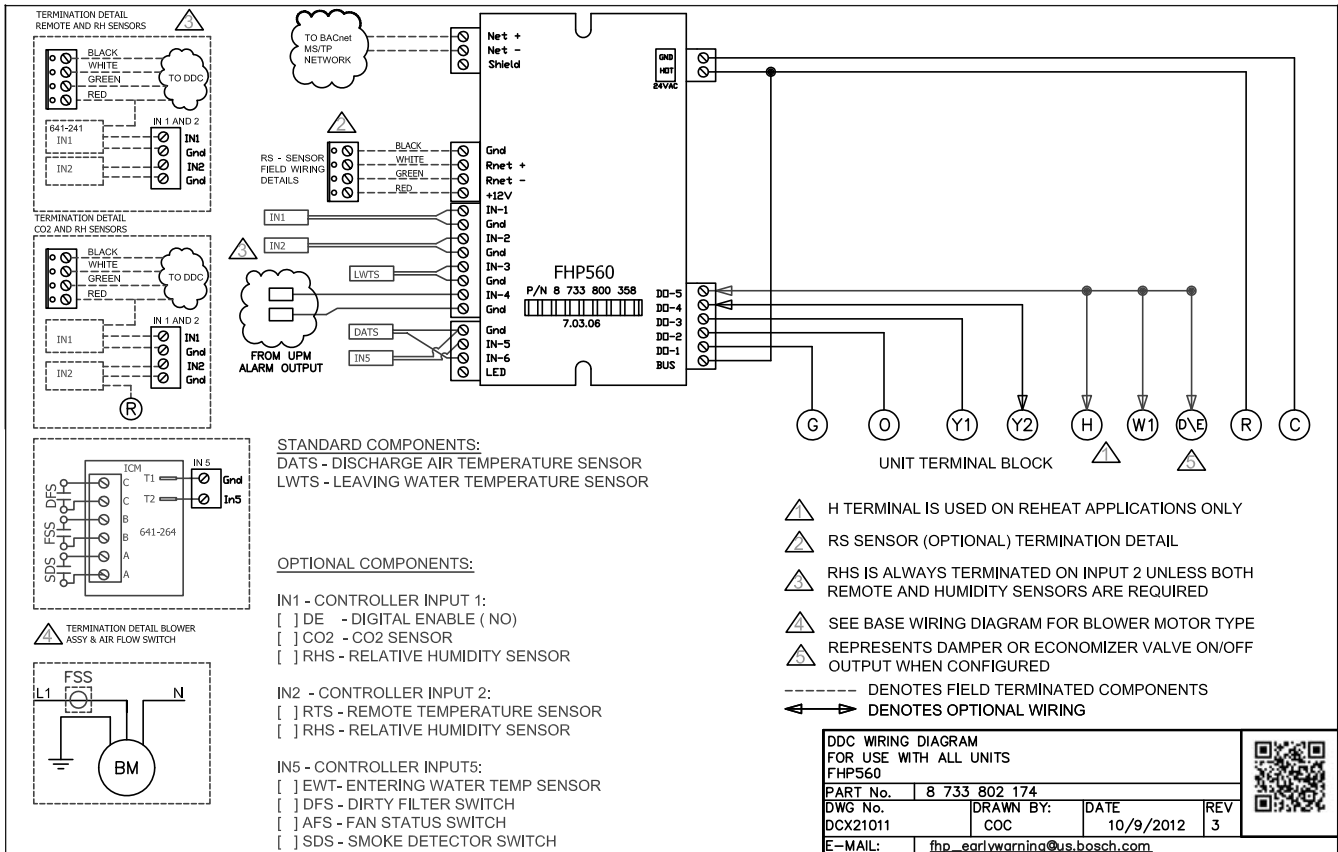 TERMINATION DETAIL
REMOTE AND RH SENSORS
3
BLACK
WHITE
GREEN
RED
TO DDC
641-241
IN1
IN2
IN 1 AND 2
IN1
Gnd
IN2
Gnd
TERMINATION DETAIL
CO2 AND RH SENSORS
BLACK
WHITE
GREEN
RED
TO DDC
IN1
IN2
IN 1 AND 2
IN1
Gnd
IN2
Gnd
R
ICM
DFS
FSS
SDS
C
C
B
B
A
A
T1
T2
641-264
IN 5
Gnd
In5
4
TERMINATION DETAIL BLOWER
ASSY & AIR FLOW SWITCH
FSS
L1
N
BM
TO BACnet
MS/TP
NETWORK
Net +
Net -
Shield
2
RS - SENSOR
FIELD WIRING
DETAILS
BLACK
WHITE
GREEN
RED
Gnd
Rnet +
Rnet -
+12V
IN1
IN2
3
LWTS
IN-1
Gnd
IN-2
Gnd
IN-3
Gnd
IN-4
Gnd
FROM UPM
ALARM OUTPUT
DATS
IN5
Gnd
IN-5
IN-6
LED
FHP560
P/N 8 733 800 358
7.03.06
GND
HOT
24VAC
DO-5
DO-4
DO-3
DO-2
DO-1
BUS
G
O
Y1
Y2
H
W1
D\E
R
C
UNIT TERMINAL BLOCK
1
5
STANDARD COMPONENTS:
DATS - DISCHARGE AIR TEMPERATURE SENSOR
LWTS - LEAVING WATER TEMPERATURE SENSOR
OPTIONAL COMPONENTS:
IN1 - CONTROLLER INPUT 1:
[ ] DE - DIGITAL ENABLE ( NO)
[ ] CO2 - CO2 SENSOR
[ ] RHS - RELATIVE HUMIDITY SENSOR
IN2 - CONTROLLER INPUT 2:
[ ] RTS - REMOTE TEMPERATURE SENSOR
[ ] RHS - RELATIVE HUMIDITY SENSOR
IN5 - CONTROLLER INPUT5:
[ ] EWT- ENTERING WATER TEMP SENSOR
[ ] DFS - DIRTY FILTER SWITCH
[ ] AFS - FAN STATUS SWITCH
[ ] SDS - SMOKE DETECTOR SWITCH
1 H TERMINAL IS USED ON REHEAT APPLICATIONS ONLY
2 RS SENSOR (OPTIONAL) TERMINATION DETAIL
3 RHS IS ALWAYS TERMINATED ON INPUT 2 UNLESS BOTH
REMOTE AND HUMIDITY SENSORS ARE REQUIRED
4 SEE BASE WIRING DIAGRAM FOR BLOWER MOTOR TYPE
5 REPRESENTS DAMPER OR ECONOMIZER VALVE ON/OFF
OUTPUT WHEN CONFIGURED
DENOTES FIELD TERMINATED COMPONENTS
DENOTES OPTIONAL WIRING
DDC WIRING DIAGRAM
FOR USE WITH ALL UNITS
FHP560
PART No. 8 733 802 174
DWG No. DRAWN BY: DATE REV
DCX21011 COC 10/9/2012 3
E-MAIL: fhp_earlywarning@us.bosch.com